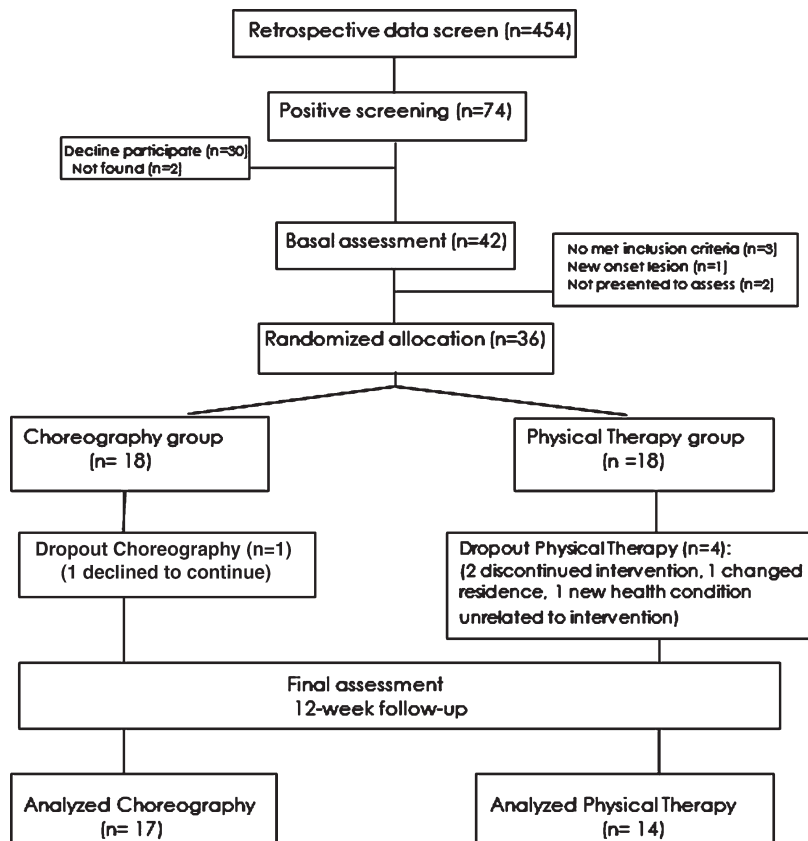 Retrospective data screen (n=454)
Positive screening (n=74)
Decline participate (n=30)
Not found (n=2)
Basal assessment (n=42)
No met inclusion criteria (n=3)
New onset lesion (n=1)
Not presented to assess (n=2)
Randomized allocation (n=36)
Choreography group
(n= 18)
Physical Therapy group
(n =18)
Dropout Choreography (n=1)
(1 declined to continue)
Dropout Physical Therapy (n=4):
(2 discontinued intervention, 1 changed
residence, 1 new health condition
unrelated to intervention)
Final assessment
12-week follow-up
Analyzed Choreography
(n= 17)
Analyzed Physical Therapy
(n= 14)